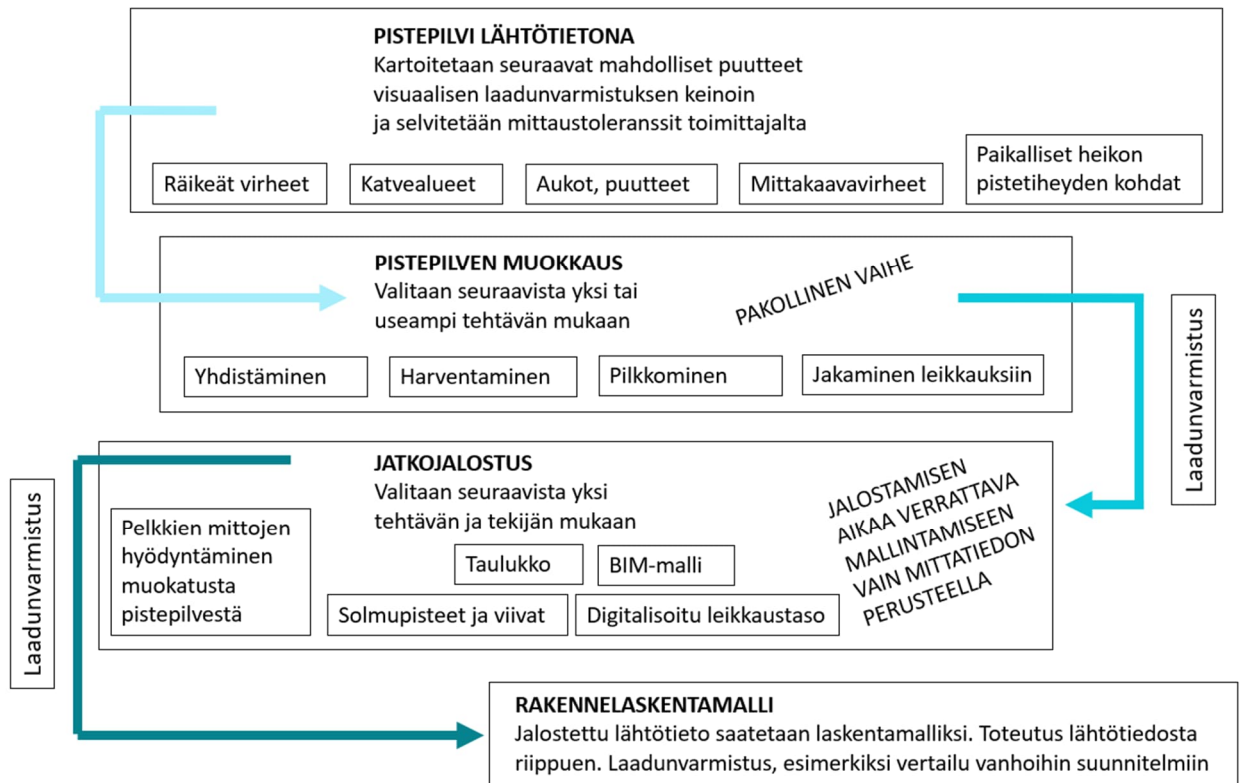 PISTEPILVI LÄHTÖTIETONA
Kartoitetaan seuraavat mahdolliset puutteet
visuaalisen laadunvarmistuksen keinoin
ja selvitetään mittaustoleranssit toimittajalta
Räikeät virheet
Katvealueet
Aukot, puutteet
Mittakaavavirheet
Paikalliset heikon
pistetiheyden kohdat
PISTEPILVEN MUOKKAUS
Valitaan seuraavista yksi tai
useampi tehtävän mukaan
PAKOLLINEN VAIHE
Yhdistäminen
Harventaminen
Pilkkominen
Jakaminen leikkauksiin
Laadunvarmistus
JATKOJALOSTUS
Valitaan seuraavista yksi
tehtävän ja tekijän mukaan
Pelkkien mittojen
hyödyntäminen
muokatusta
pistepilvestä
Taulukko
BIM-malli
Solmupisteet ja viivat
Digitalisoitu leikkaustaso
JALOSTAMISEN
AIKAA VERRATTAVA
MALLINTAMISEEN
VAIN MITTATIEDON
PERUSTEELLA
Laadunvarmistus
RAKENNELASKENTAMALLI
Jalostettu lähtötieto saatetaan laskentamalliksi. Toteutus lähtötiedosta
riippuen. Laadunvarmistus, esimerkiksi vertailu vanhoihin suunnitelmiin